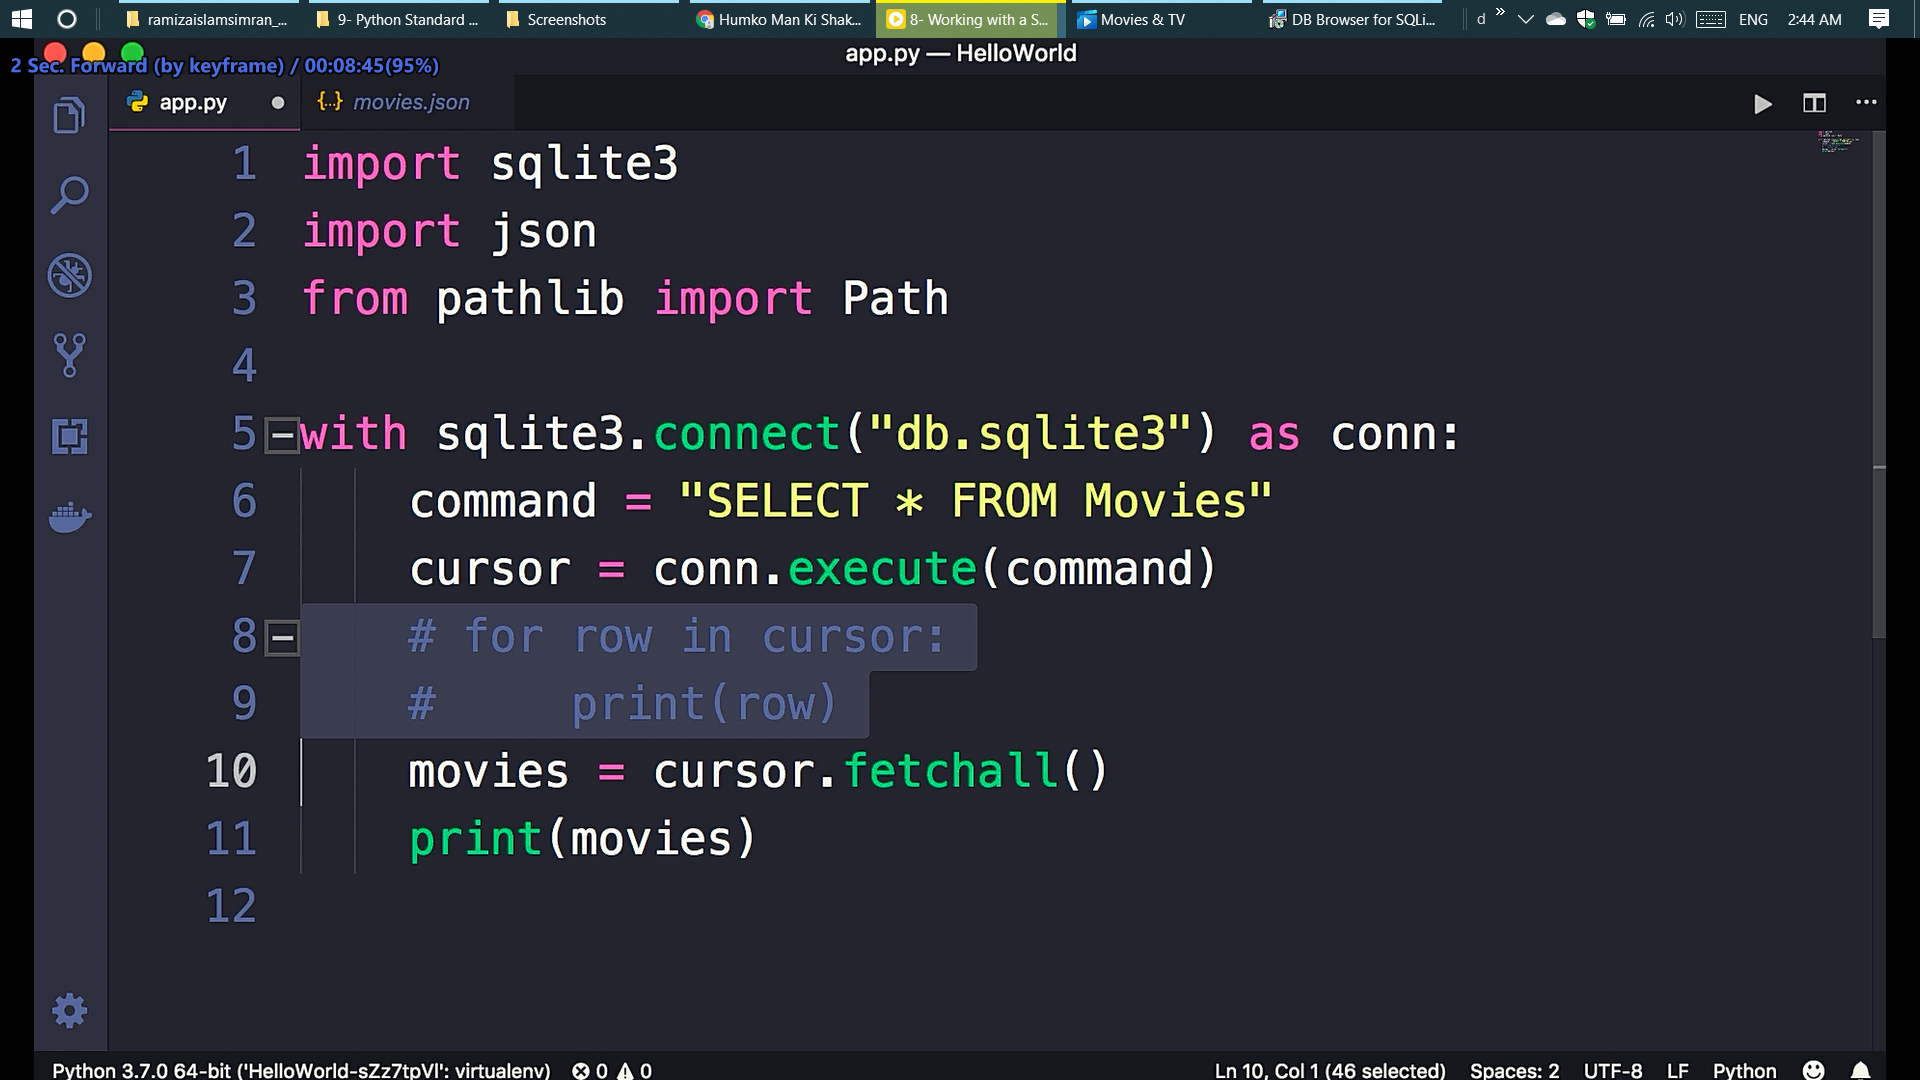 ramizaislamsimran_...
9- Python Standard ...
Screenshots
Humko Man Ki Shak...
8- Working with a S...
Movies & TV
DB Browser for SQLi...
d
»
ENG
2:44 AM
app.py — HelloWorld
2 Sec. Forward (by keyframe) / 00:08:45(95%)
app.py
{..} movies.json
1 import sqlite3
2 import json
3 from pathlib import Path
4
5 with sqlite3.connect("db.sqlite3") as conn:
6 command = "SELECT * FROM Movies"
7 cursor = conn.execute(command)
8 # for row in cursor:
9 #     print(row)
10 movies = cursor.fetchall()
11 print(movies)
12
Python 3.7.0 64-bit ('HelloWorld-sZz7tpVl': virtualenv) 0 0 Ln 10, Col 1 (46 selected) Spaces: 2 UTF-8 LF Python